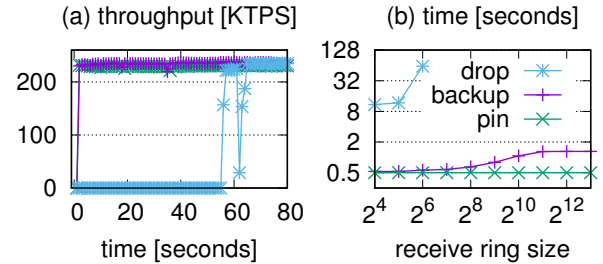 (a) throughput [KTPS]
200
100
0
0 20 40 60 80
time [seconds]
(b) time [seconds]
128
32
8
2
0.5
drop
backup
pin
2^4 2^6 2^8 2^10 2^12
receive ring size